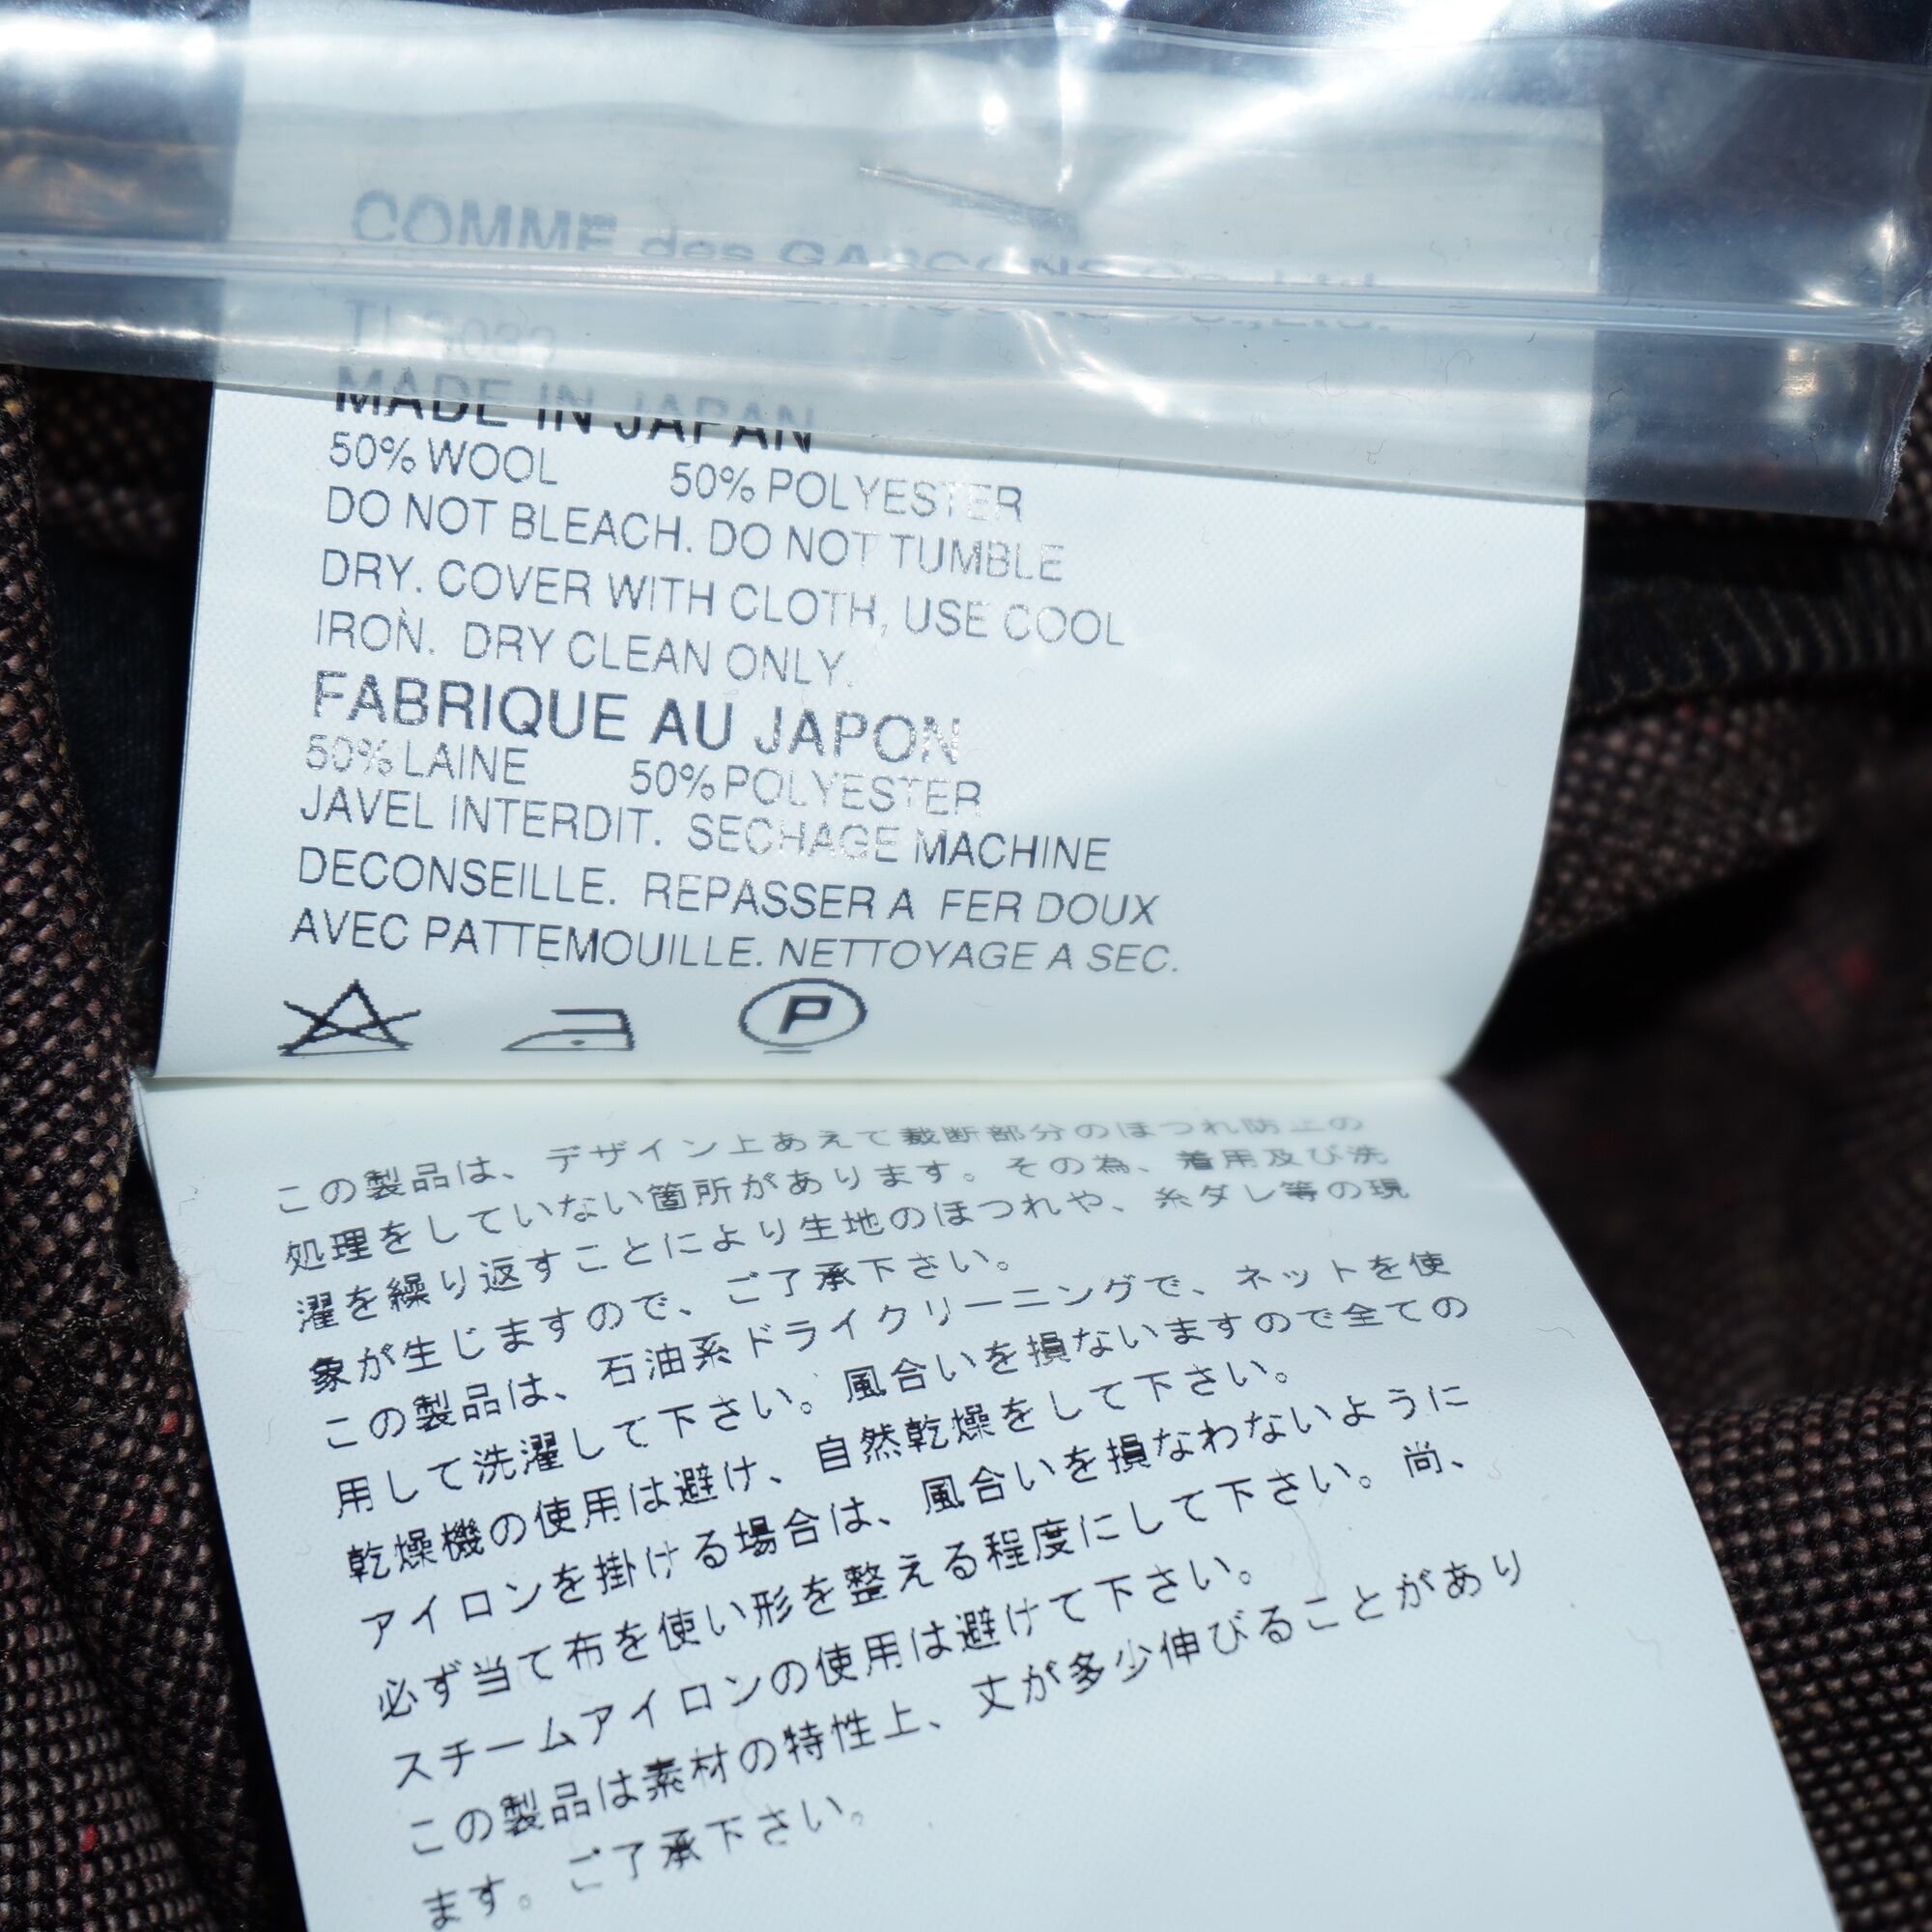 COMME des GARCONS Co.,Ltd.
MADE IN JAPAN
50% WOOL 50% POLYESTER
DO NOT BLEACH. DO NOT TUMBLE
DRY. COVER WITH CLOTH, USE COOL
IRON. DRY CLEAN ONLY.
FABRIQUE AU JAPON
50% LAINE 50% POLYESTER
JAVEL INTERDIT. SECHAGE MACHINE
DECONSEILLE. REPASSER A FER DOUX
AVEC PATTEMOUILLE. NETTOYAGE A SEC.
P
この製品は、デザイン上あえて裁断部分のほつれ防止の
処理をしていない箇所があります。その為、着用及び洗
濯を繰り返すことにより生地のほつれや、糸ダレ等の現
象が生じますので、ご了承下さい。
この製品は、石油系ドライクリーニングで、ネットを使
用して洗濯して下さい。風合いを損ないますので全ての
乾燥機の使用は避け、自然乾燥をして下さい。
アイロンを掛ける場合は、風合いを損なわないように
必ず当て布を使い形を整える程度にして下さい。尚、
スチームアイロンの使用は避けて下さい。
この製品は素材の特性上、丈が多少伸びることがあり
ます。ご了承下さい。